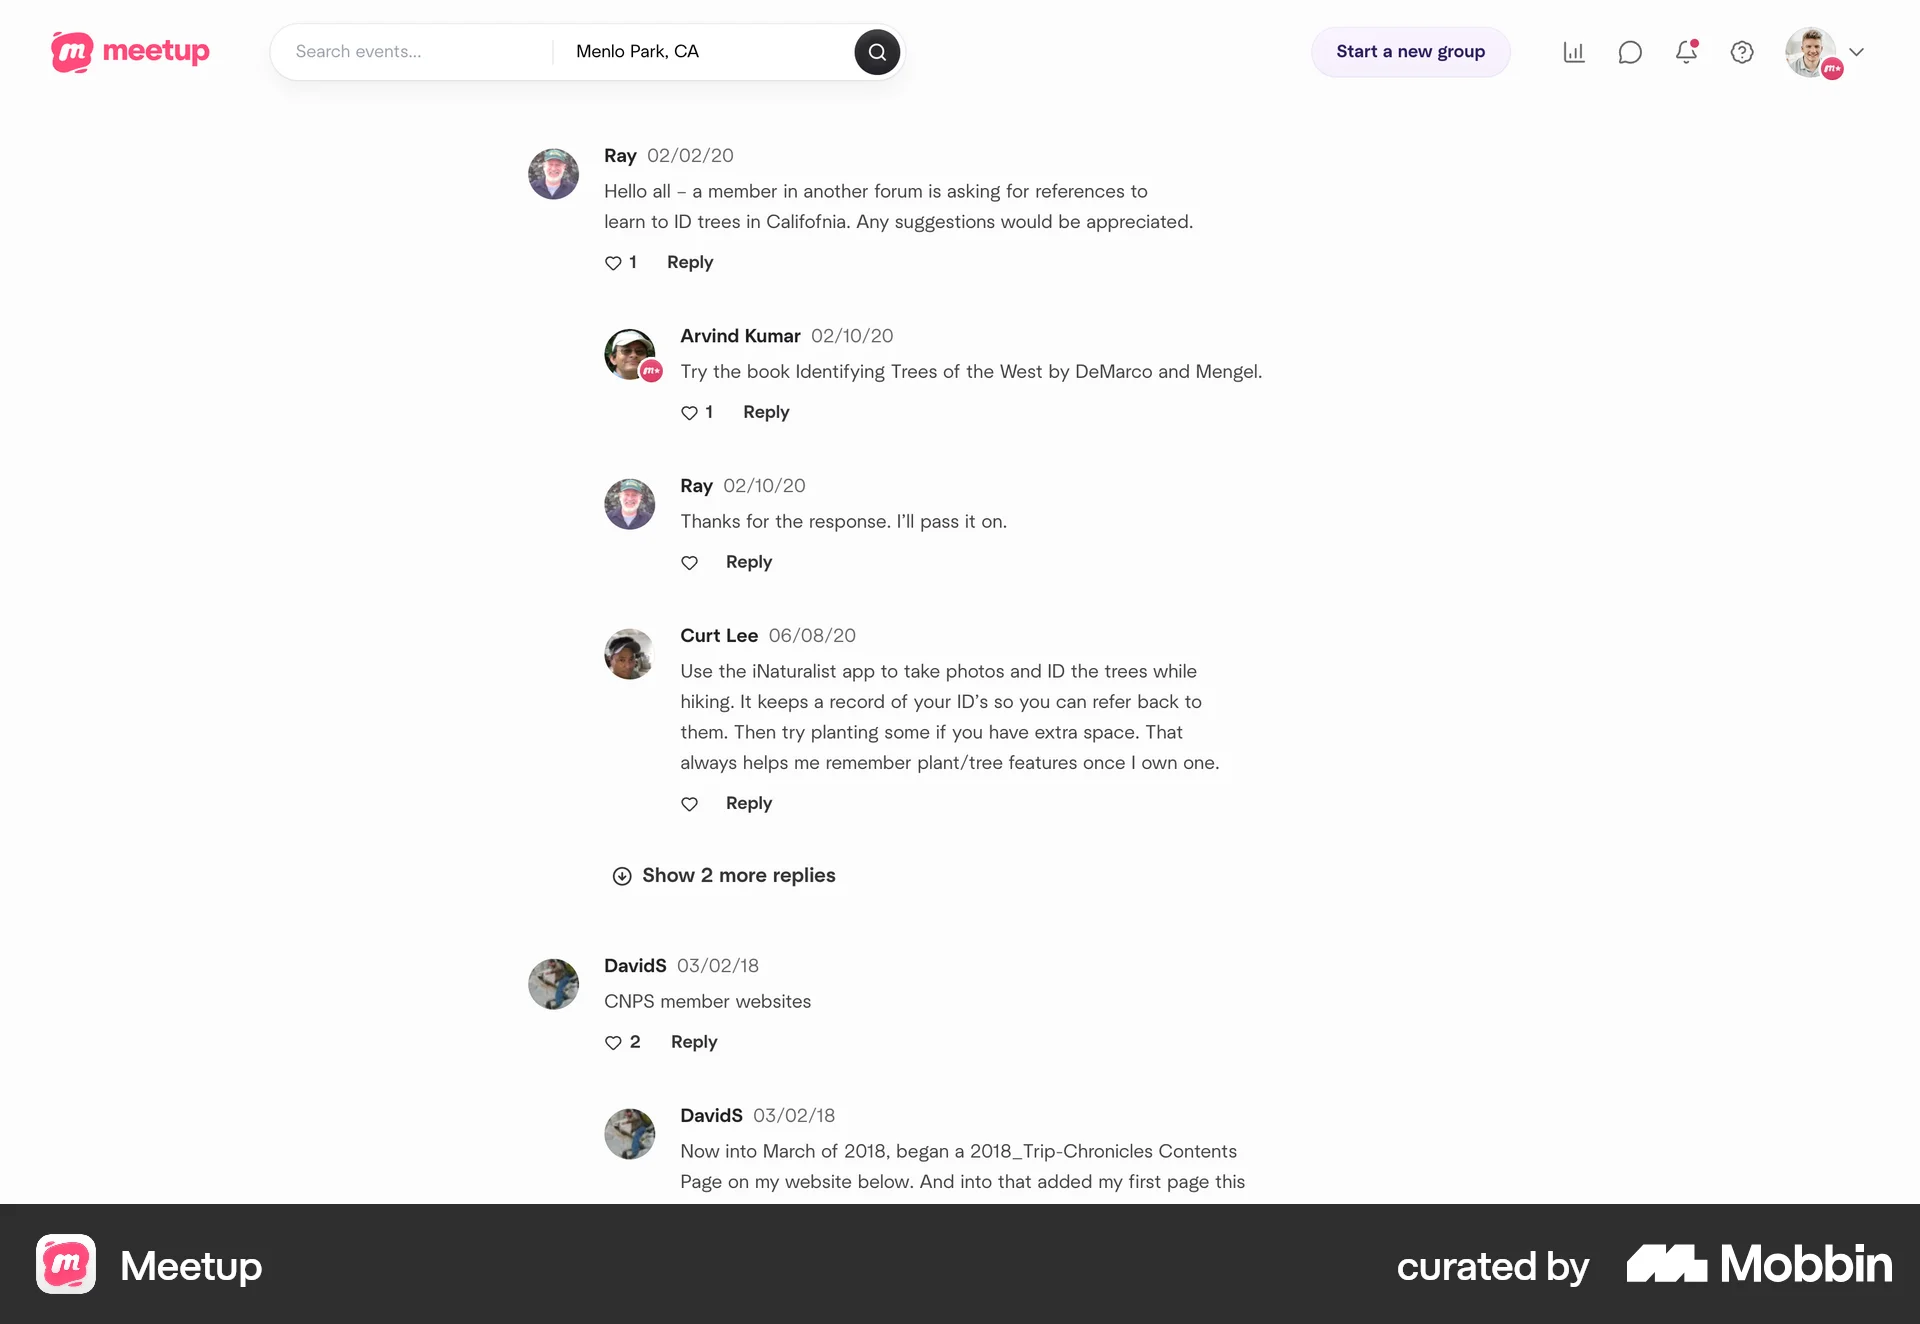 meetup
Search events...
Menlo Park, CA
Start a new group
Ray 02/02/20
Hello all – a member in another forum is asking for references to
learn to ID trees in Califofnia. Any suggestions would be appreciated.
1 Reply
Arvind Kumar 02/10/20
Try the book Identifying Trees of the West by DeMarco and Mengel.
1 Reply
Ray 02/10/20
Thanks for the response. I’ll pass it on.
Reply
Curt Lee 06/08/20
Use the iNaturalist app to take photos and ID the trees while
hiking. It keeps a record of your ID’s so you can refer back to
them. Then try planting some if you have extra space. That
always helps me remember plant/tree features once I own one.
Reply
Show 2 more replies
DavidS 03/02/18
CNPS member websites
2 Reply
DavidS 03/02/18
Now into March of 2018, began a 2018_Trip-Chronicles Contents
Page on my website below. And into that added my first page this
Meetup
curated by Mobbin